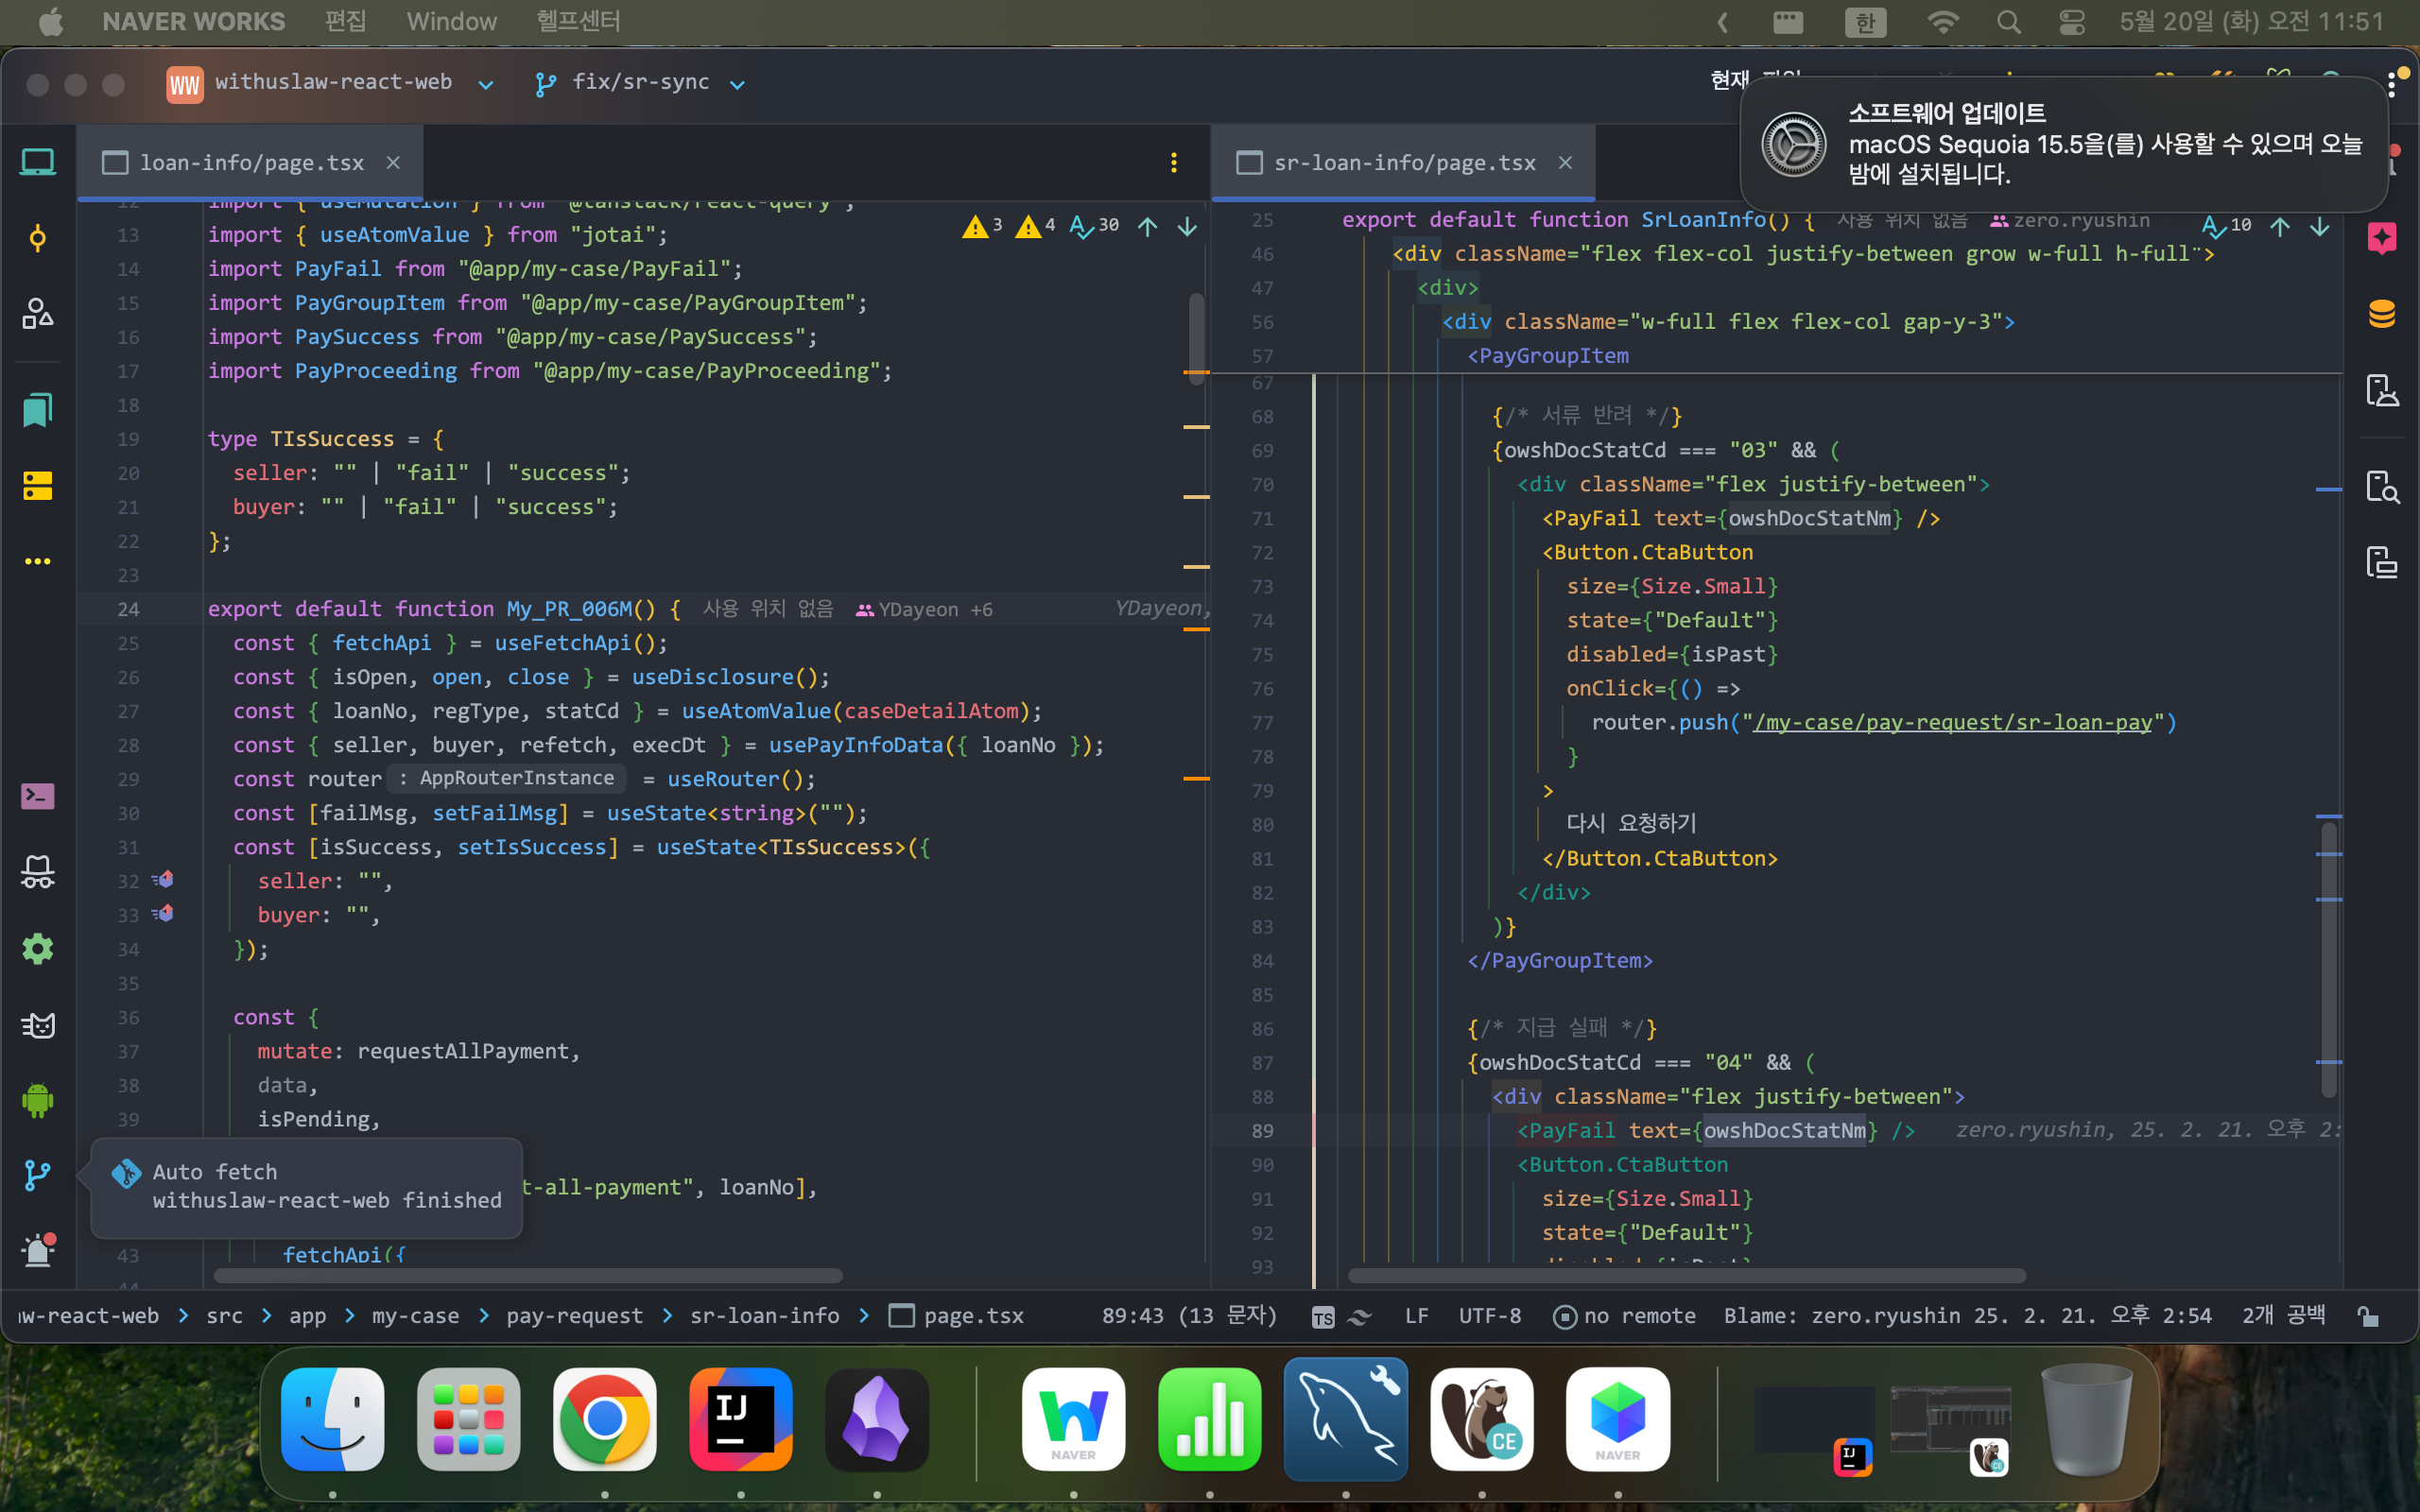 NAVER WORKS 편집 Window 헬프센터
한 5월 20일 (화) 오전 11:51
WW withuslaw-react-web fix/sr-sync
소프트웨어 업데이트
macOS Sequoia 15.5을(를) 사용할 수 있으며 오늘
밤에 설치됩니다.
loan-info/page.tsx
3 4 30
13 import { useAtomValue } from "jotai";
14 import PayFail from "@app/my-case/PayFail";
15 import PayGroupItem from "@app/my-case/PayGroupItem";
16 import PaySuccess from "@app/my-case/PaySuccess";
17 import PayProceeding from "@app/my-case/PayProceeding";
18
19 type TIsSuccess = {
20 seller: "" | "fail" | "success";
21 buyer: "" | "fail" | "success";
22 };
23
24 export default function My_PR_006M() { 사용 위치 없음 YDayeon +6 YDayeon,
25 const { fetchApi } = useFetchApi();
26 const { isOpen, open, close } = useDisclosure();
27 const { loanNo, regType, statCd } = useAtomValue(caseDetailAtom);
28 const { seller, buyer, refetch, execDt } = usePayInfoData({ loanNo });
29 const router : AppRouterInstance = useRouter();
30 const [failMsg, setFailMsg] = useState<string>("");
31 const [isSuccess, setIsSuccess] = useState<TIsSuccess>({
32 seller: "",
33 buyer: "",
34 });
35
36 const {
37 mutate: requestAllPayment,
38 data,
39 isPending,
t-all-payment", loanNo],
43 fetchApi({
Auto fetch
withuslaw-react-web finished
sr-loan-info/page.tsx
10
25 export default function SrLoanInfo() { 사용 위치 없음 zero.ryushin
46 <div className="flex flex-col justify-between grow w-full h-full">
47 <div>
56 <div className="w-full flex flex-col gap-y-3">
57 <PayGroupItem
67
68 {/* 서류 반려 */}
69 {owshDocStatCd === "03" && (
70 <div className="flex justify-between">
71 <PayFail text={owshDocStatNm} />
72 <Button.CtaButton
73 size={Size.Small}
74 state={"Default"}
75 disabled={isPast}
76 onClick={() =>
77 router.push("/my-case/pay-request/sr-loan-pay")
78 }
79 >
80 다시 요청하기
81 </Button.CtaButton>
82 </div>
83 )}
84 </PayGroupItem>
85
86 {/* 지급 실패 */}
87 {owshDocStatCd === "04" && (
88 <div className="flex justify-between">
89 <PayFail text={owshDocStatNm} /> zero.ryushin, 25. 2. 21. 오후 2:
90 <Button.CtaButton
91 size={Size.Small}
92 state={"Default"}
93
w-react-web > src > app > my-case > pay-request > sr-loan-info > page.tsx 89:43 (13 문자) TS LF UTF-8 no remote Blame: zero.ryushin 25. 2. 21. 오후 2:54 2개 공백
IJ NAVER CE NAVER IJ CE